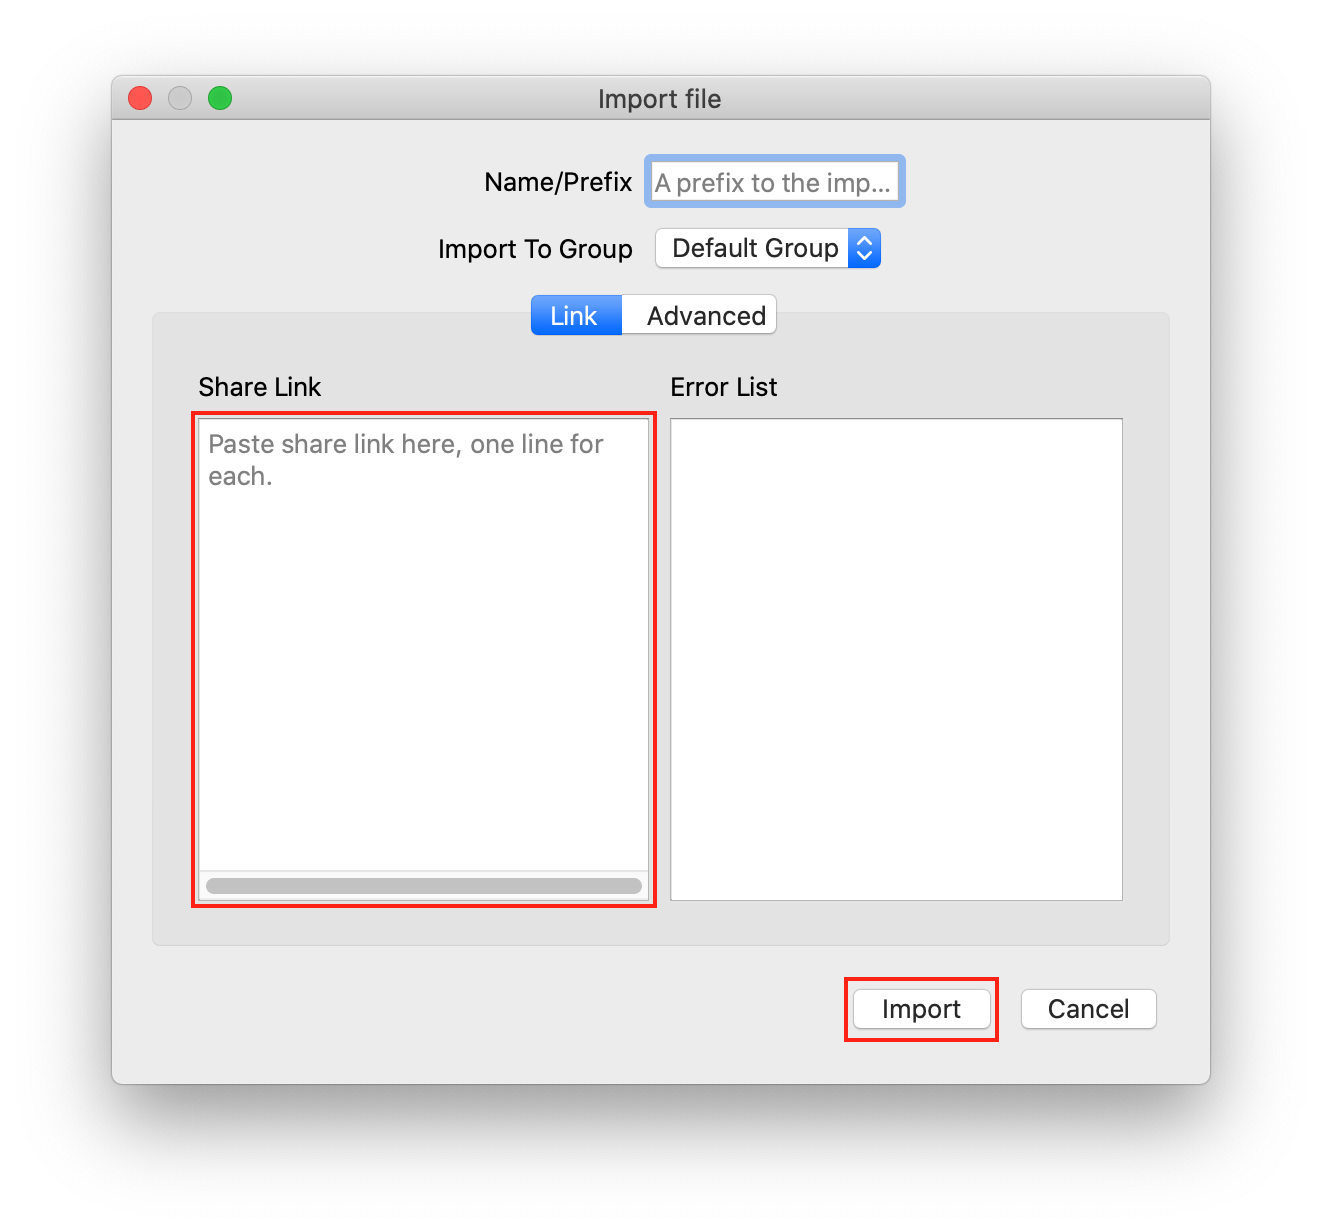 Import file
Name/Prefix
A prefix to the imp...
Import To Group
Default Group
Link
Advanced
Share Link
Error List
Paste share link here, one line for
each.
Import
Cancel